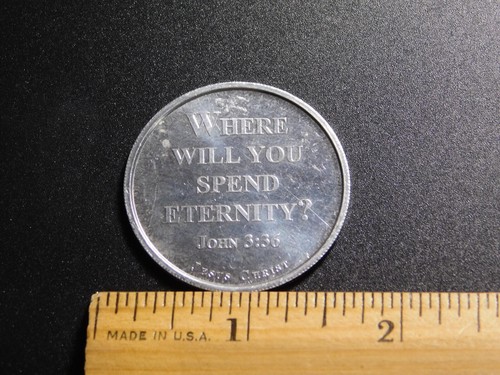 WHERE
WILL YOU
SPEND
ETERNITY?
JOHN 3:36
JESUS CHRIST
MADE IN U.S.A. 1 2